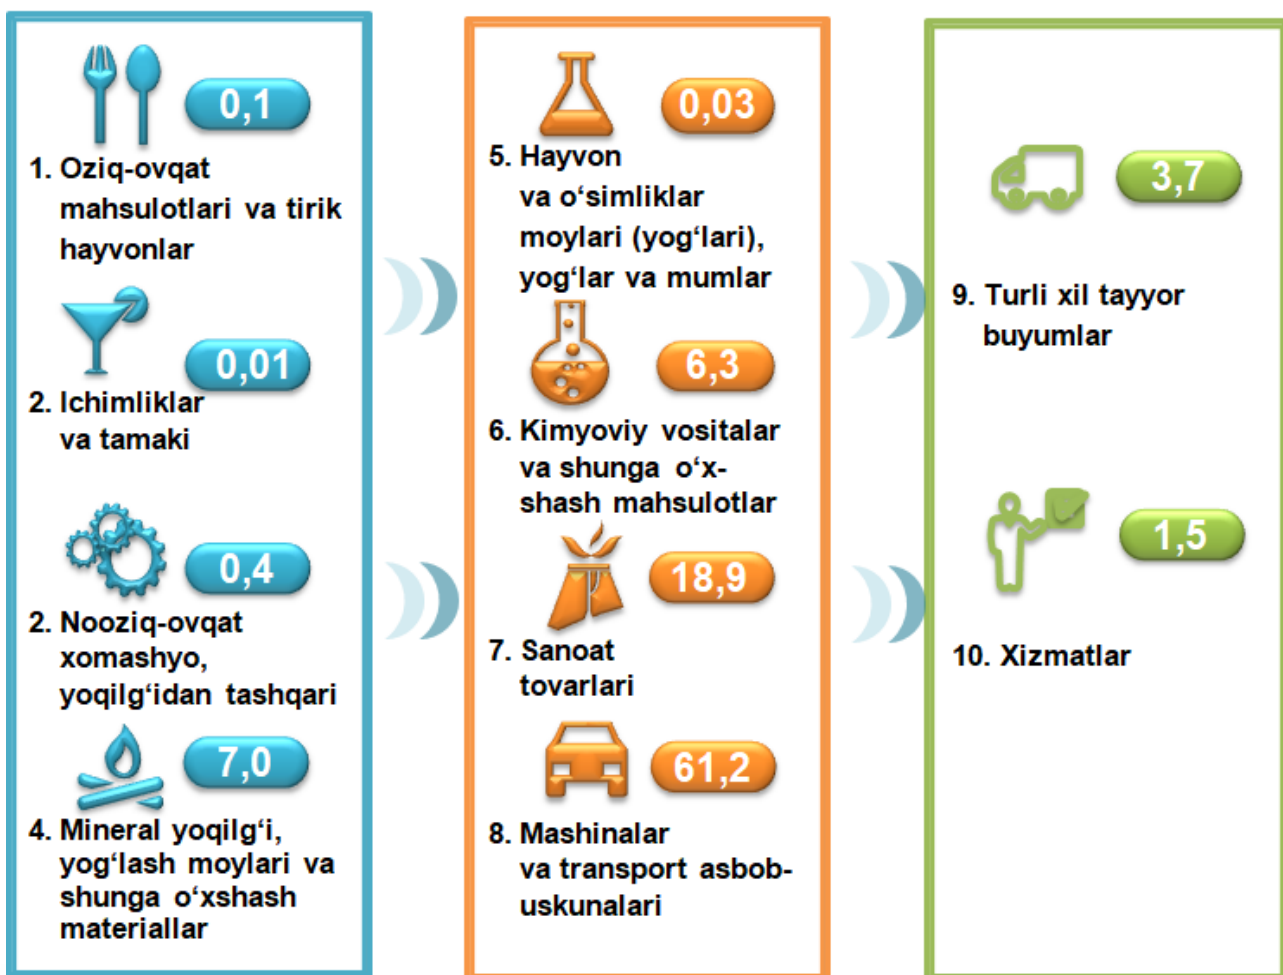 0,1
1. Oziq-ovqat
mahsulotlari va tirik
hayvonlar
0,01
2. Ichimliklar
va tamaki
0,4
2. Nooziq-ovqat
xomashyo,
yoqilg‘idan tashqari
7,0
4. Mineral yoqilg‘i,
yog‘lash moylari va
shunga o‘xshash
materiallar
0,03
5. Hayvon
va o‘simliklar
moylari (yog‘lari),
yog‘lar va mumlar
6,3
6. Kimyoviy vositalar
va shunga o‘x-
shash mahsulotlar
18,9
7. Sanoat
tovarlari
61,2
8. Mashinalar
va transport asbob-
uskunalari
3,7
9. Turli xil tayyor
buyumlar
1,5
10. Xizmatlar